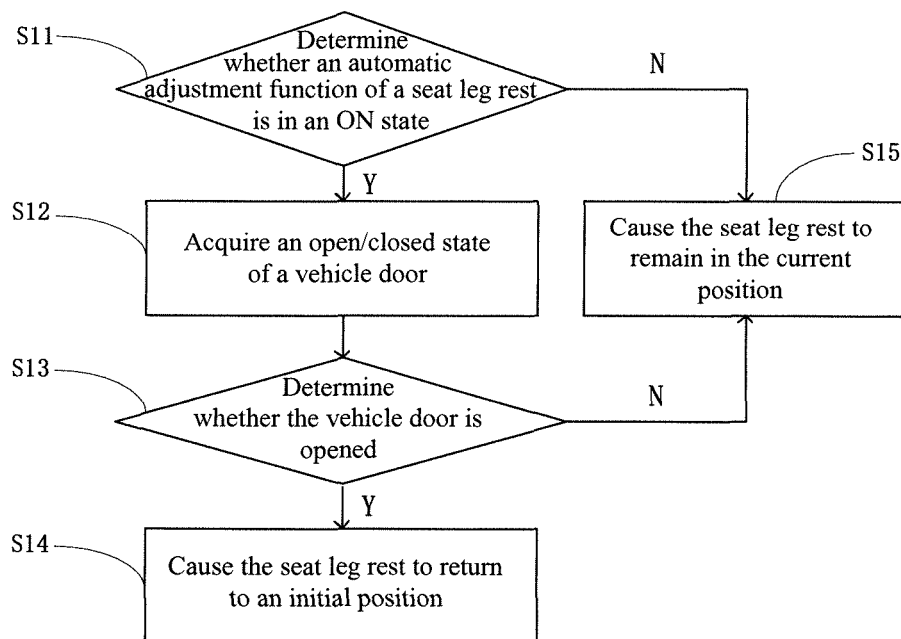 S11
Determine
whether an automatic
adjustment function of a seat leg rest
is in an ON state
N
Y
S15
S12
Acquire an open/closed state
of a vehicle door
Cause the seat leg rest to
remain in the current
position
S13
Determine
whether the vehicle door is
opened
N
Y
S14
Cause the seat leg rest to return
to an initial position